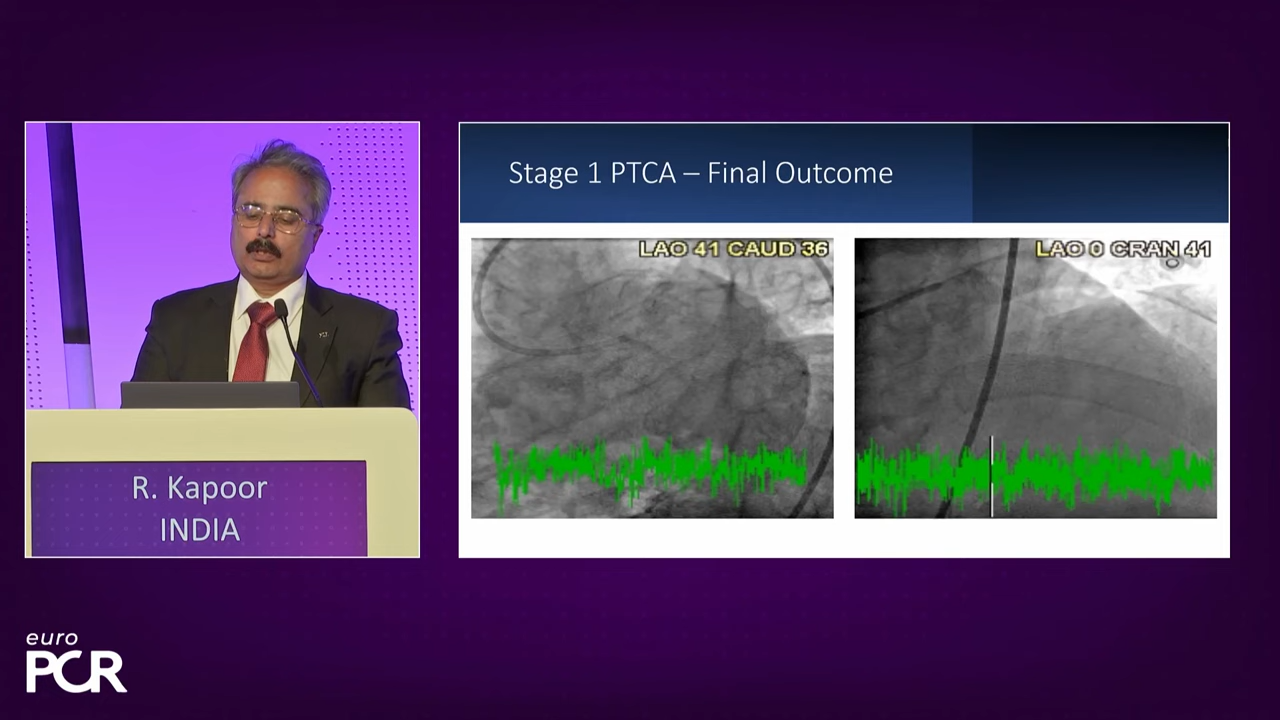 Stage 1 PTCA – Final Outcome
LAO 41 CAUD 36
LAO 0 CRAN 41
R. Kapoor
INDIA
euro
PCR